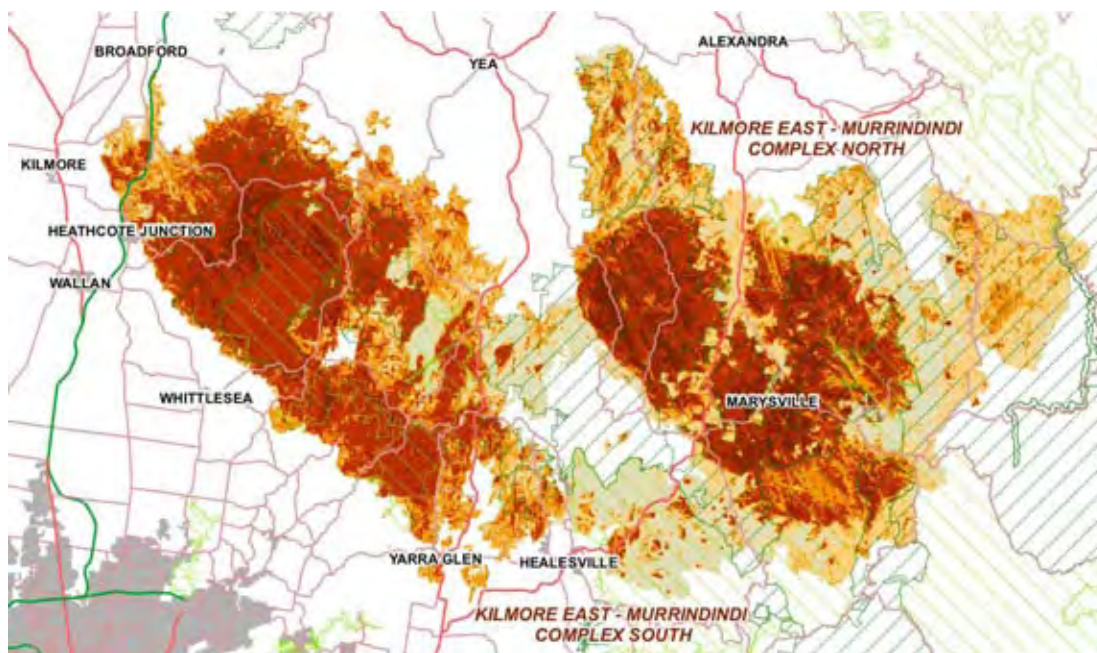 BROADFORD
YEA
ALEXANDRA
KILMORE EAST - MURRINDINDI
COMPLEX NORTH
KILMORE
HEATHCOTE JUNCTION
WALLAN
WHITTLESEA
MARYSVILLE
YARRA GLEN
HEALESVILLE
KILMORE EAST - MURRINDINDI
COMPLEX SOUTH